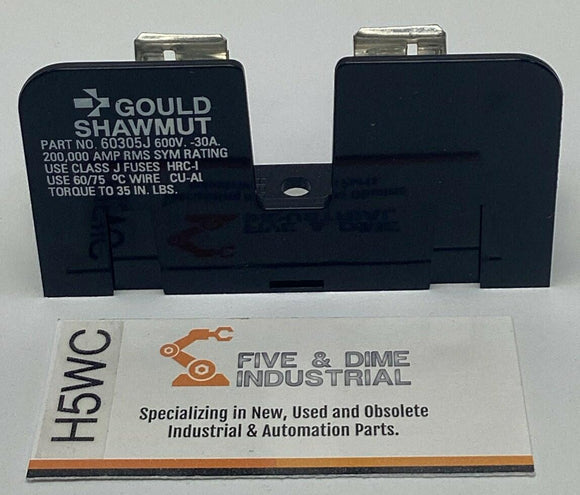 GOULD
SHAWMUT
PART NO. 60305J 600V. -30A.
200,000 AMP RMS SYM RATING
USE CLASS J FUSES HRC-I
USE 60/75 °C WIRE CU-AL
TORQUE TO 35 IN. LBS.
H5WC
FIVE & DIME
INDUSTRIAL
Specializing in New, Used and Obsolete
Industrial & Automation Parts.